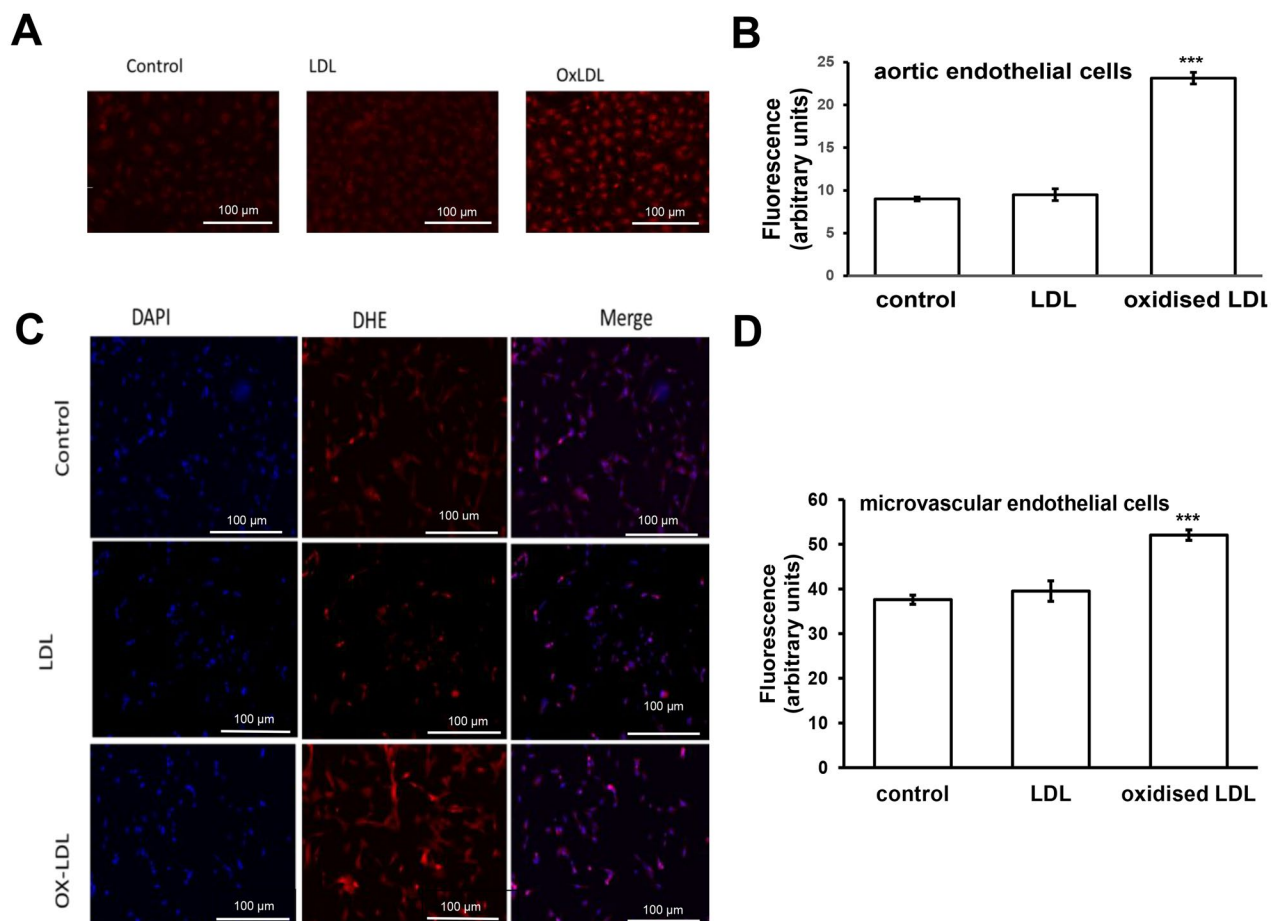 A
Control
LDL
OxLDL
100 µm
100 µm
100 µm
B
aortic endothelial cells
***
Fluorescence
(arbitrary units)
25
20
15
10
5
0
control
LDL
oxidised LDL
C
DAPI
DHE
Merge
Control
100 µm
100 um
100 µm
LDL
100 µm
100 µm
100 µm
OX-LDL
100 µm
100 µm
100 µm
D
microvascular endothelial cells
***
Fluorescence
(arbitrary units)
60
50
40
30
20
10
0
control
LDL
oxidised LDL